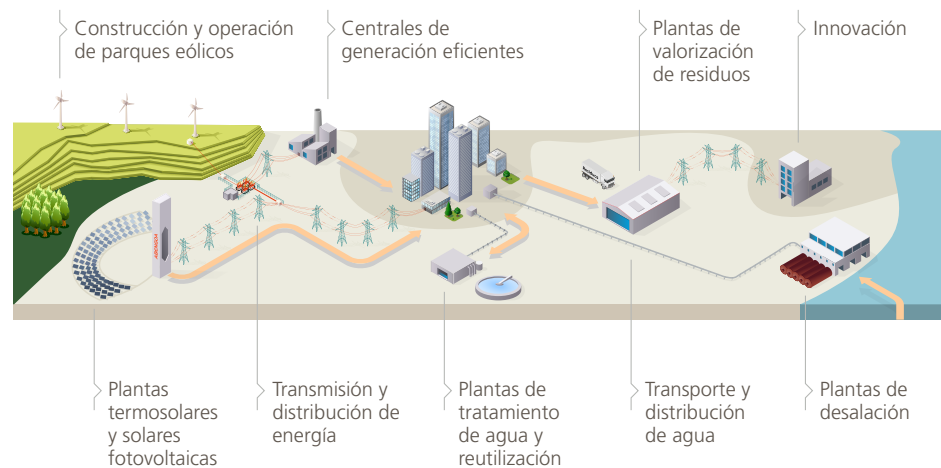 Construcción y operación
de parques eólicos
Centrales de
generación eficientes
Plantas de
valorización
de residuos
Innovación
Plantas
termosolares
y solares
fotovoltaicas
Transmisión y
distribución de
energía
Plantas de
tratamiento
de agua y
reutilización
Transporte y
distribución
de agua
Plantas de
desalación